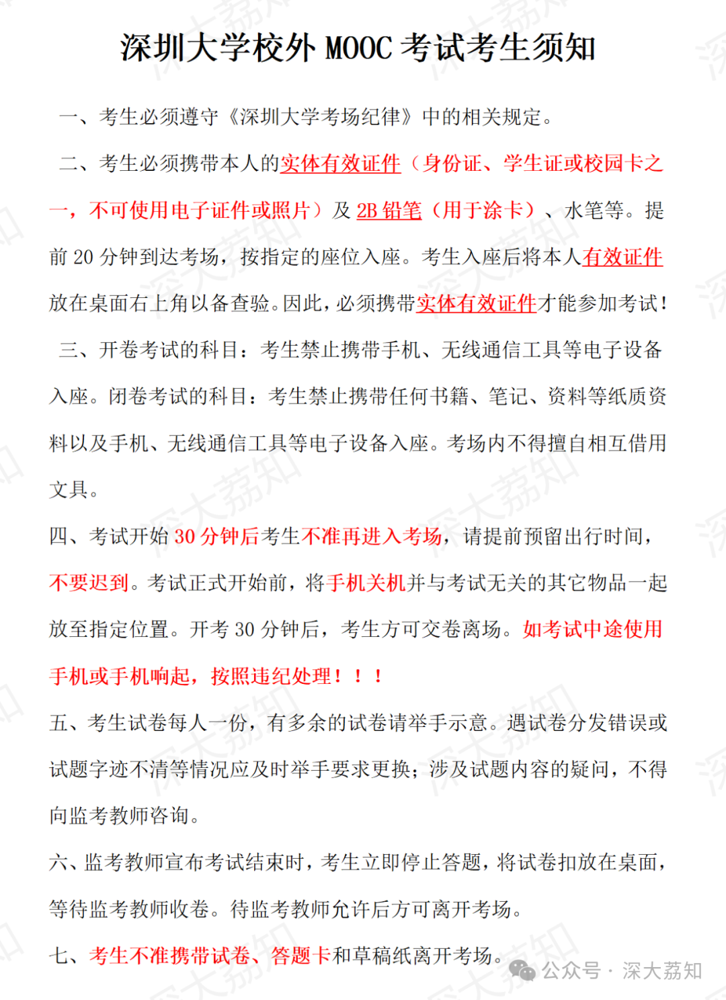 深圳大学校外 MOOC 考试考生须知
一、考生必须遵守《深圳大学考场纪律》中的相关规定。
二、考生必须携带本人的实体有效证件（身份证、学生证或校园卡之
一，不可使用电子证件或照片）及 2B 铅笔（用于涂卡）、水笔等。提
前 20 分钟到达考场，按指定的座位入座。考生入座后将本人有效证件
放在桌面右上角以备查验。因此，必须携带实体有效证件才能参加考试！
三、开卷考试的科目：考生禁止携带手机、无线通信工具等电子设备
入座。闭卷考试的科目：考生禁止携带任何书籍、笔记、资料等纸质资
料以及手机、无线通信工具等电子设备入座。考场内不得擅自相互借用
文具。
四、考试开始 30 分钟后考生不准再进入考场，请提前预留出行时间，
不要迟到。考试正式开始前，将手机关机并与考试无关的其它物品一起
放至指定位置。开考 30 分钟后，考生方可交卷离场。如考试中途使用
手机或手机响起，按照违纪处理！！！
五、考生试卷每人一份，有多余的试卷请举手示意。遇试卷分发错误或
试题字迹不清等情况应及时举手要求更换；涉及试题内容的疑问，不得
向监考教师咨询。
六、监考教师宣布考试结束时，考生立即停止答题，将试卷扣放在桌面，
等待监考教师收卷。待监考教师允许后方可离开考场。
七、考生不准携带试卷、答题卡和草稿纸离开考场。
公众号 · 深大荔知